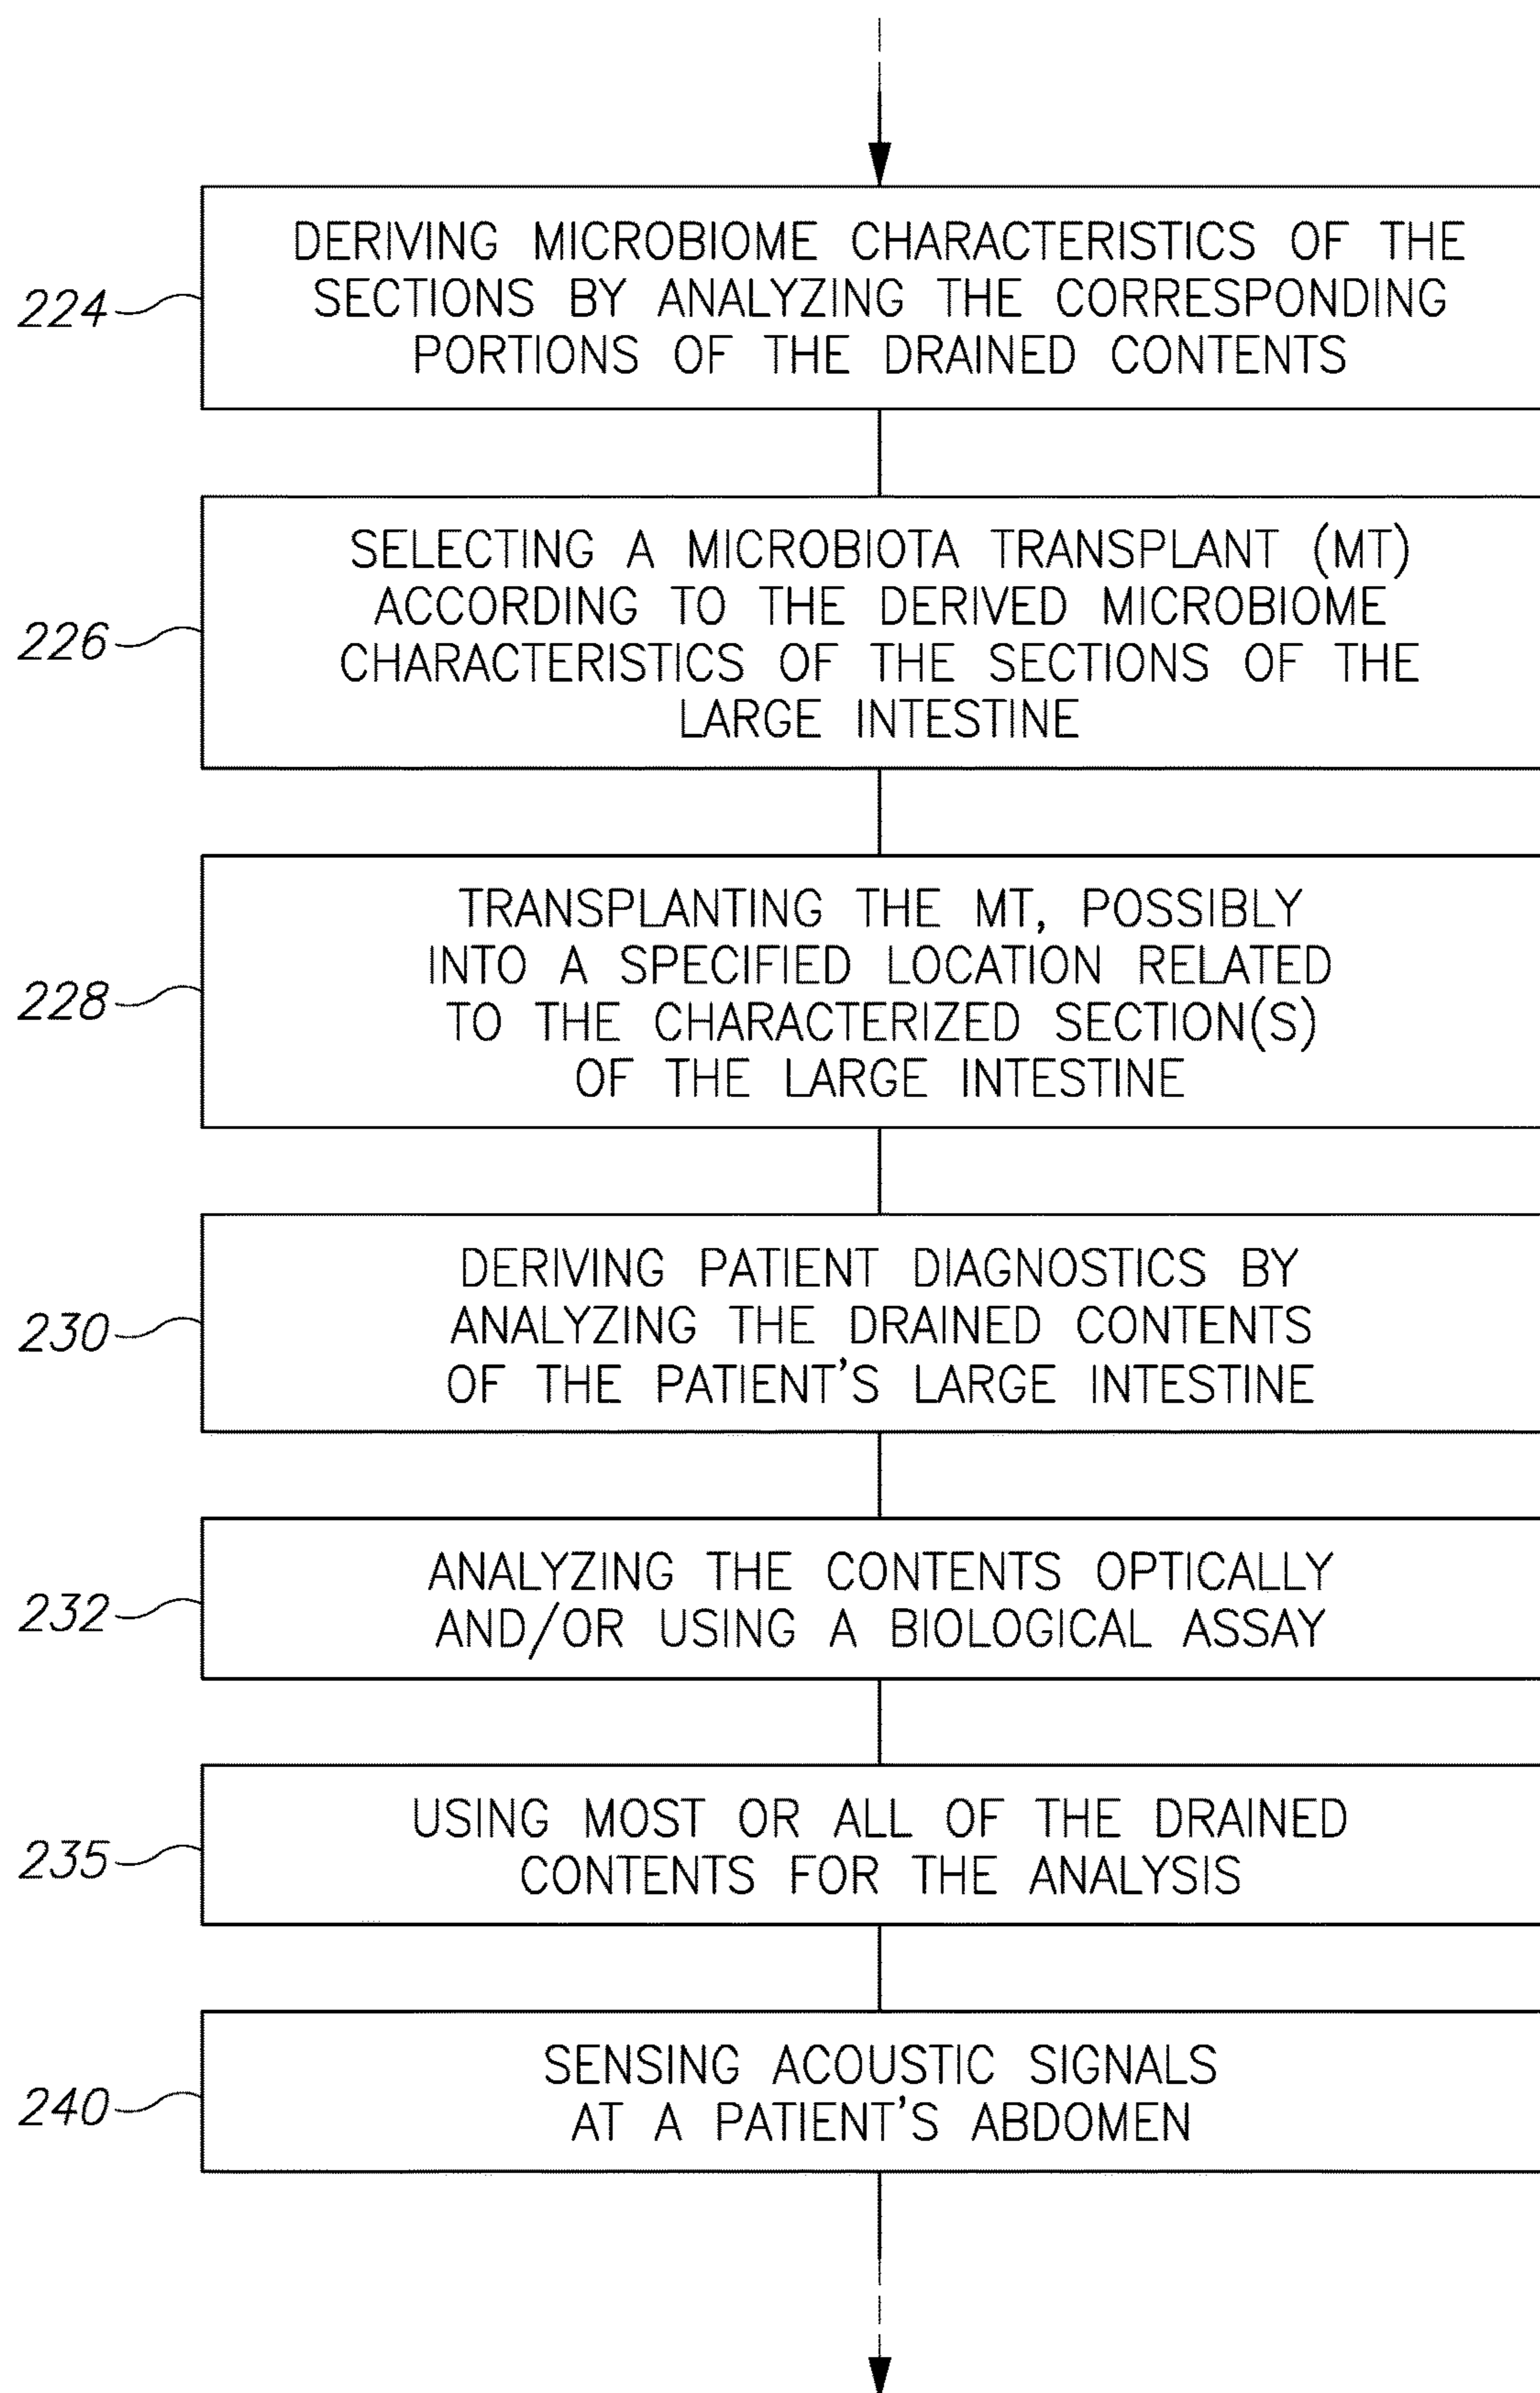 DERIVING MICROBIOME CHARACTERISTICS OF THE
SECTIONS BY ANALYZING THE CORRESPONDING
PORTIONS OF THE DRAINED CONTENTS
224
SELECTING A MICROBIOTA TRANSPLANT (MT)
ACCORDING TO THE DERIVED MICROBIOME
CHARACTERISTICS OF THE SECTIONS OF THE
LARGE INTESTINE
226
TRANSPLANTING THE MT, POSSIBLY
INTO A SPECIFIED LOCATION RELATED
TO THE CHARACTERIZED SECTION(S)
OF THE LARGE INTESTINE
228
DERIVING PATIENT DIAGNOSTICS BY
ANALYZING THE DRAINED CONTENTS
OF THE PATIENT'S LARGE INTESTINE
230
ANALYZING THE CONTENTS OPTICALLY
AND/OR USING A BIOLOGICAL ASSAY
232
USING MOST OR ALL OF THE DRAINED
CONTENTS FOR THE ANALYSIS
235
SENSING ACOUSTIC SIGNALS
AT A PATIENT'S ABDOMEN
240